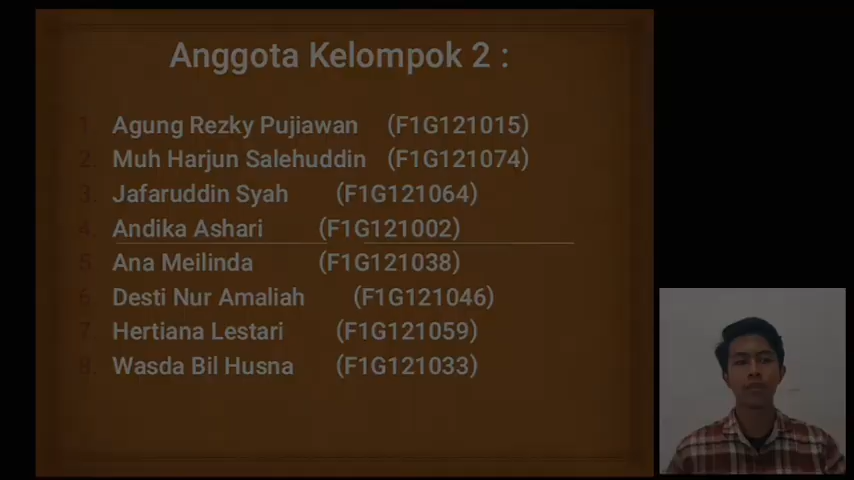 Anggota Kelompok 2 :
1. Agung Rezky Pujiawan (F1G121015)
2. Muh Harjun Salehuddin (F1G121074)
3. Jafaruddin Syah (F1G121064)
4. Andika Ashari (F1G121002)
5. Ana Meilinda (F1G121038)
6. Desti Nur Amaliah (F1G121046)
7. Hertiana Lestari (F1G121059)
8. Wasda Bil Husna (F1G121033)